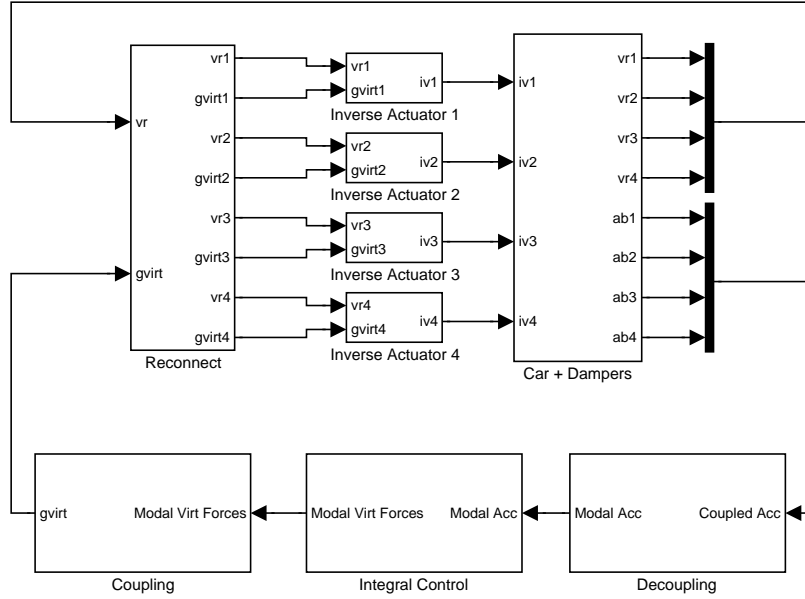 vr
gvirt
vr1
gvirt1
vr2
gvirt2
vr3
gvirt3
vr4
gvirt4
Reconnect
vr1
gvirt1
iv1
Inverse Actuator 1
vr2
gvirt2
iv2
Inverse Actuator 2
vr3
gvirt3
iv3
Inverse Actuator 3
vr4
gvirt4
iv4
Inverse Actuator 4
iv1
iv2
iv3
iv4
vr1
vr2
vr3
vr4
ab1
ab2
ab3
ab4
Car + Dampers
gvirt
Modal Virt Forces
Coupling
Modal Virt Forces
Modal Acc
Integral Control
Modal Acc
Coupled Acc
Decoupling